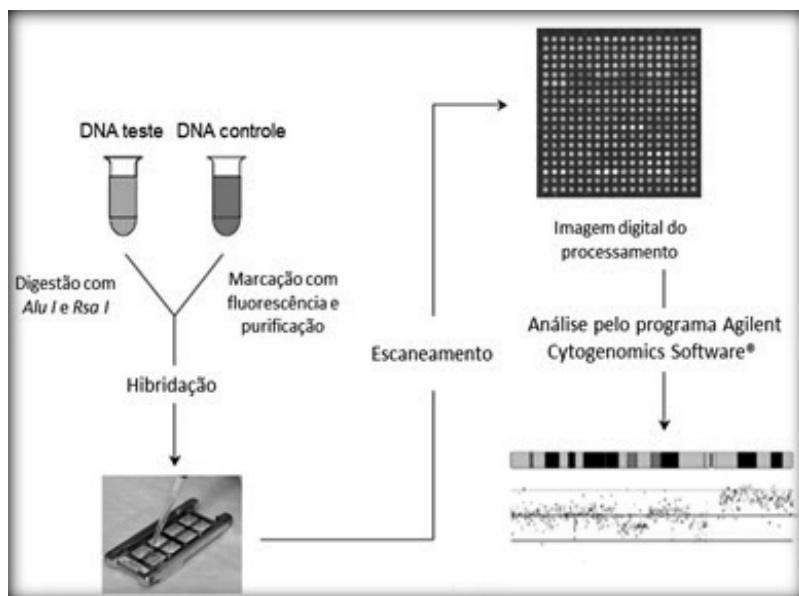 DNA teste
DNA controle
Digestão com
Alu I e Rsa I
Marcação com
fluorescência e
purificação
Hibridação
Escaneamento
Imagem digital do
processamento
Análise pelo programa Agilent
Cytogenomics Software®